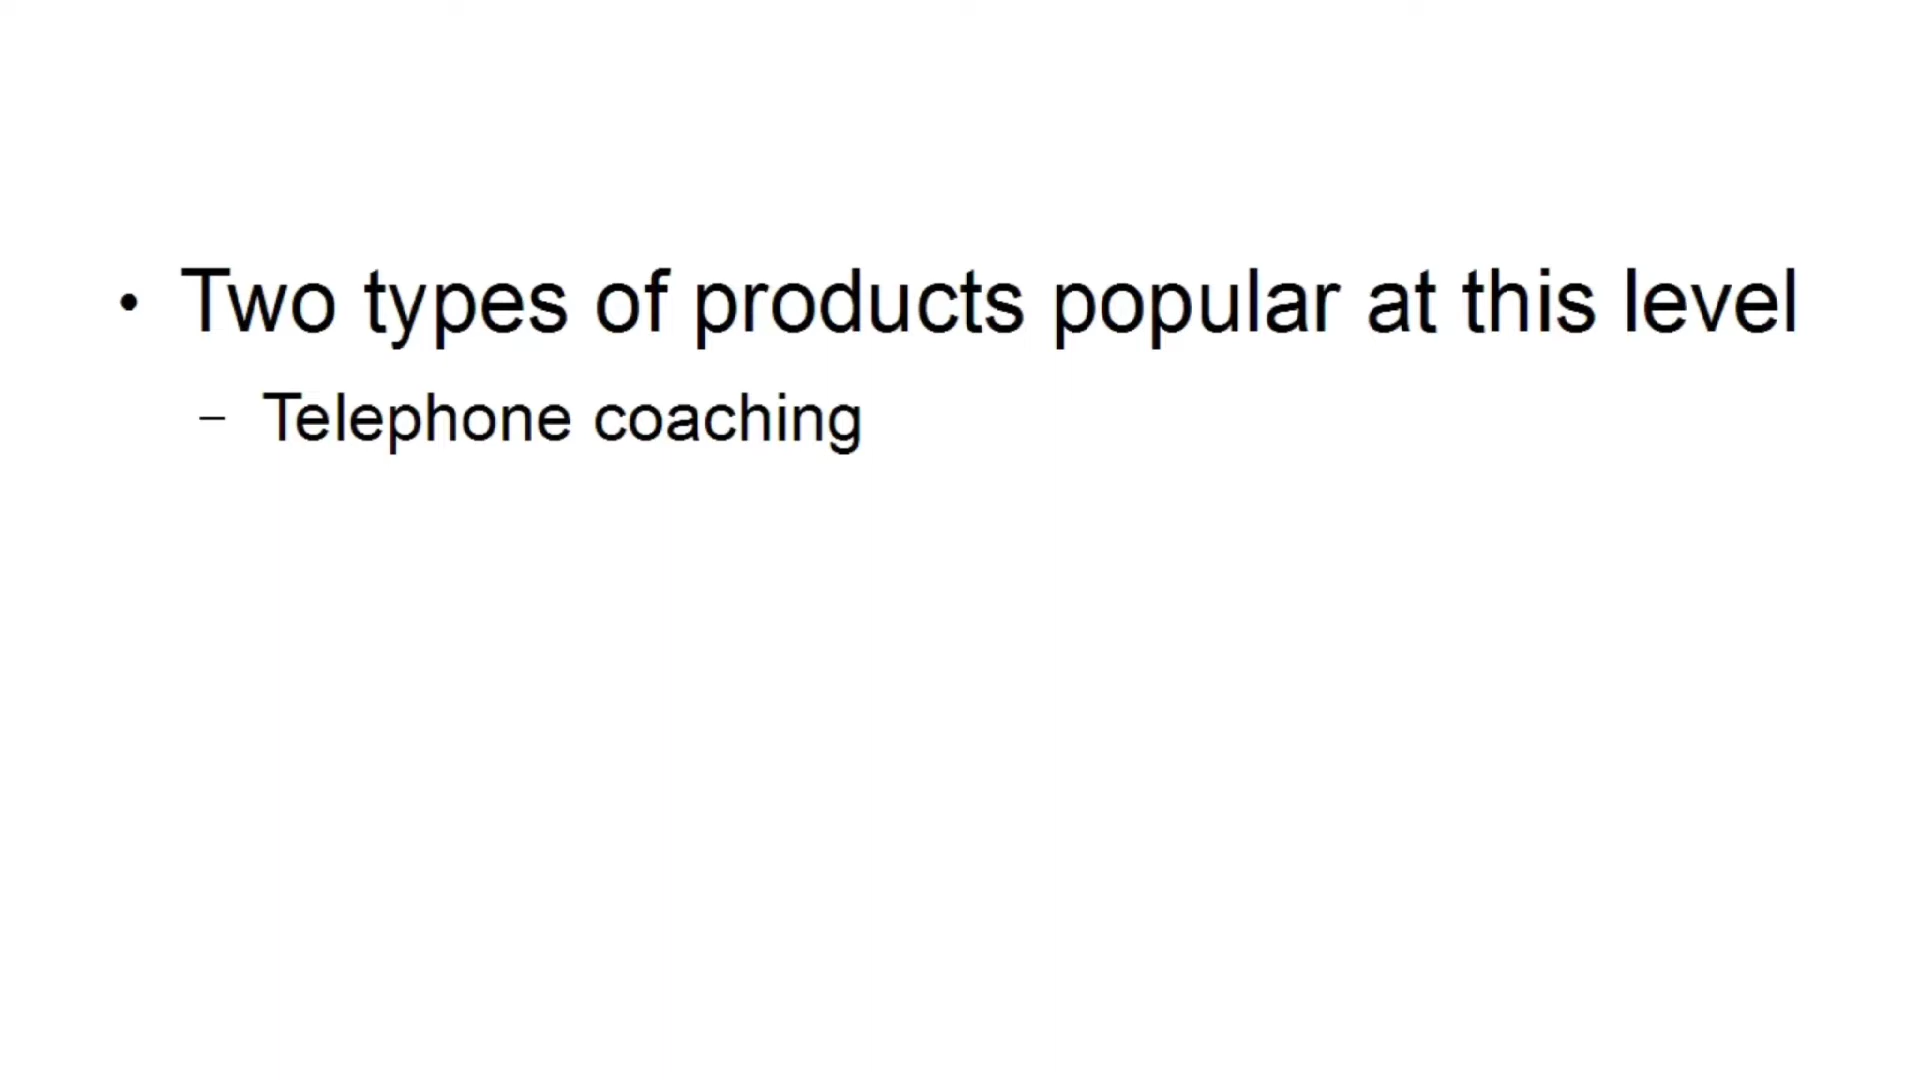 • Two types of products popular at this level
– Telephone coaching